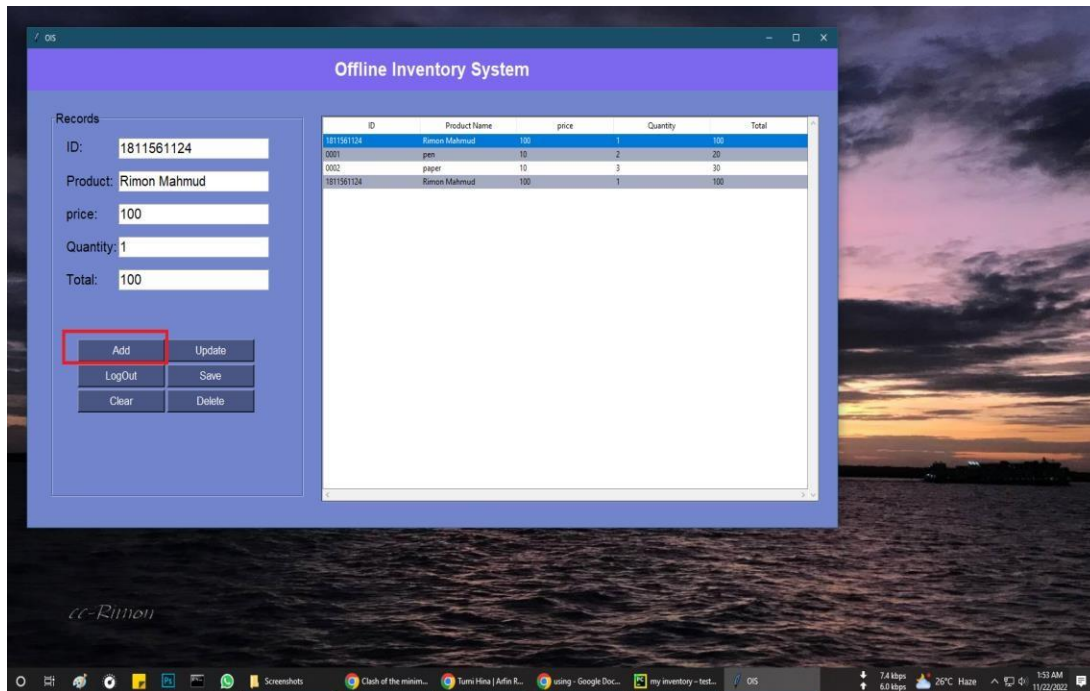 OIS
Offline Inventory System
Records
ID: 1811561124
Product: Rimon Mahmud
price: 100
Quantity: 1
Total: 100
Add Update
LogOut Save
Clear Delete
ID Product Name price Quantity Total
1811561124 Rimon Mahmud 100 1 100
0001 pen 10 2 20
0002 paper 10 3 30
1811561124 Rimon Mahmud 100 1 100
cc-Rimon
Screenshots Clash of the minim... Tumi Hina | Arfin R... using - Google Doc... my inventory – test... OIS 7.4 kbps 26°C Haze 1:53 AM
6.0 kbps 11/22/2022